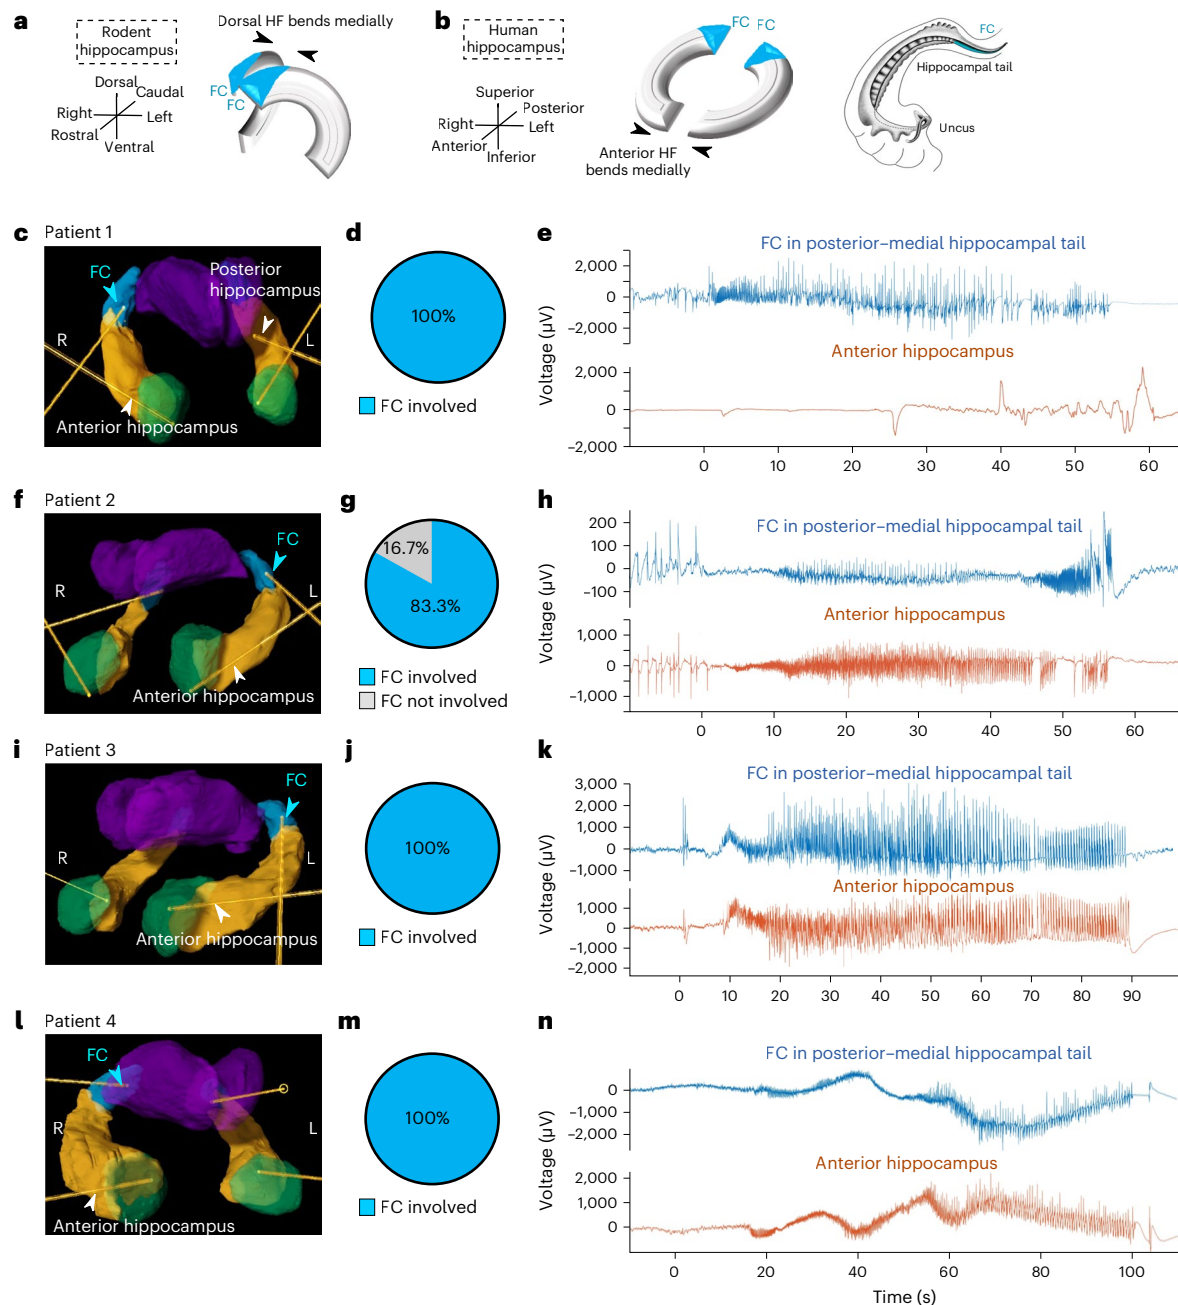 a
Rodent
hippocampus
Dorsal
Caudal
Right
Left
Rostral
Ventral
Dorsal HF bends medially
FC
FC
b
Human
hippocampus
Superior
Posterior
Right
Left
Anterior
Inferior
FC FC
Anterior HF
bends medially
FC
Hippocampal tail
Uncus
c Patient 1
FC
Posterior
hippocampus
R
L
Anterior hippocampus
d
100%
FC involved
e
FC in posterior–medial hippocampal tail
2,000
0
−2,000
Anterior hippocampus
2,000
0
−2,000
Voltage (µV)
0 10 20 30 40 50 60
f Patient 2
FC
R
L
Anterior hippocampus
g
16.7%
83.3%
FC involved
FC not involved
h
FC in posterior–medial hippocampal tail
200
100
0
−100
Anterior hippocampus
1,000
0
−1,000
Voltage (µV)
0 10 20 30 40 50 60
i Patient 3
FC
R
L
Anterior hippocampus
j
100%
FC involved
k
FC in posterior–medial hippocampal tail
3,000
1,000
0
−1,000
Anterior hippocampus
1,000
0
−2,000
Voltage (µV)
0 10 20 30 40 50 60 70 80 90
l Patient 4
FC
R
L
Anterior hippocampus
m
100%
FC involved
n
FC in posterior–medial hippocampal tail
0
−1,000
−2,000
Anterior hippocampus
2,000
1,000
0
Voltage (µV)
0 20 40 60 80 100
Time (s)